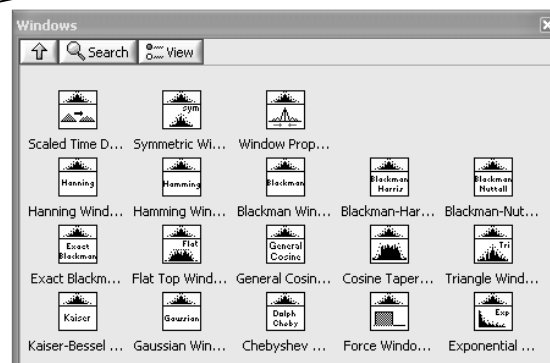 Windows
Search View
sym
Scaled Time D... Symmetric Wi... Window Prop...
Hanning Hamming Blackman Blackman Harris Blackman Nuttall
Hanning Wind... Hamming Win... Blackman Win... Blackman-Har... Blackman-Nut...
Exact Blackman Flat General Cosine Tri
Exact Blackm... Flat Top Wind... General Cosin... Cosine Taper... Triangle Wind...
Kaiser Gaussian Dolph Cheby Exp
Kaiser-Bessel ... Gaussian Win... Chebyshev ... Force Windo... Exponential ...